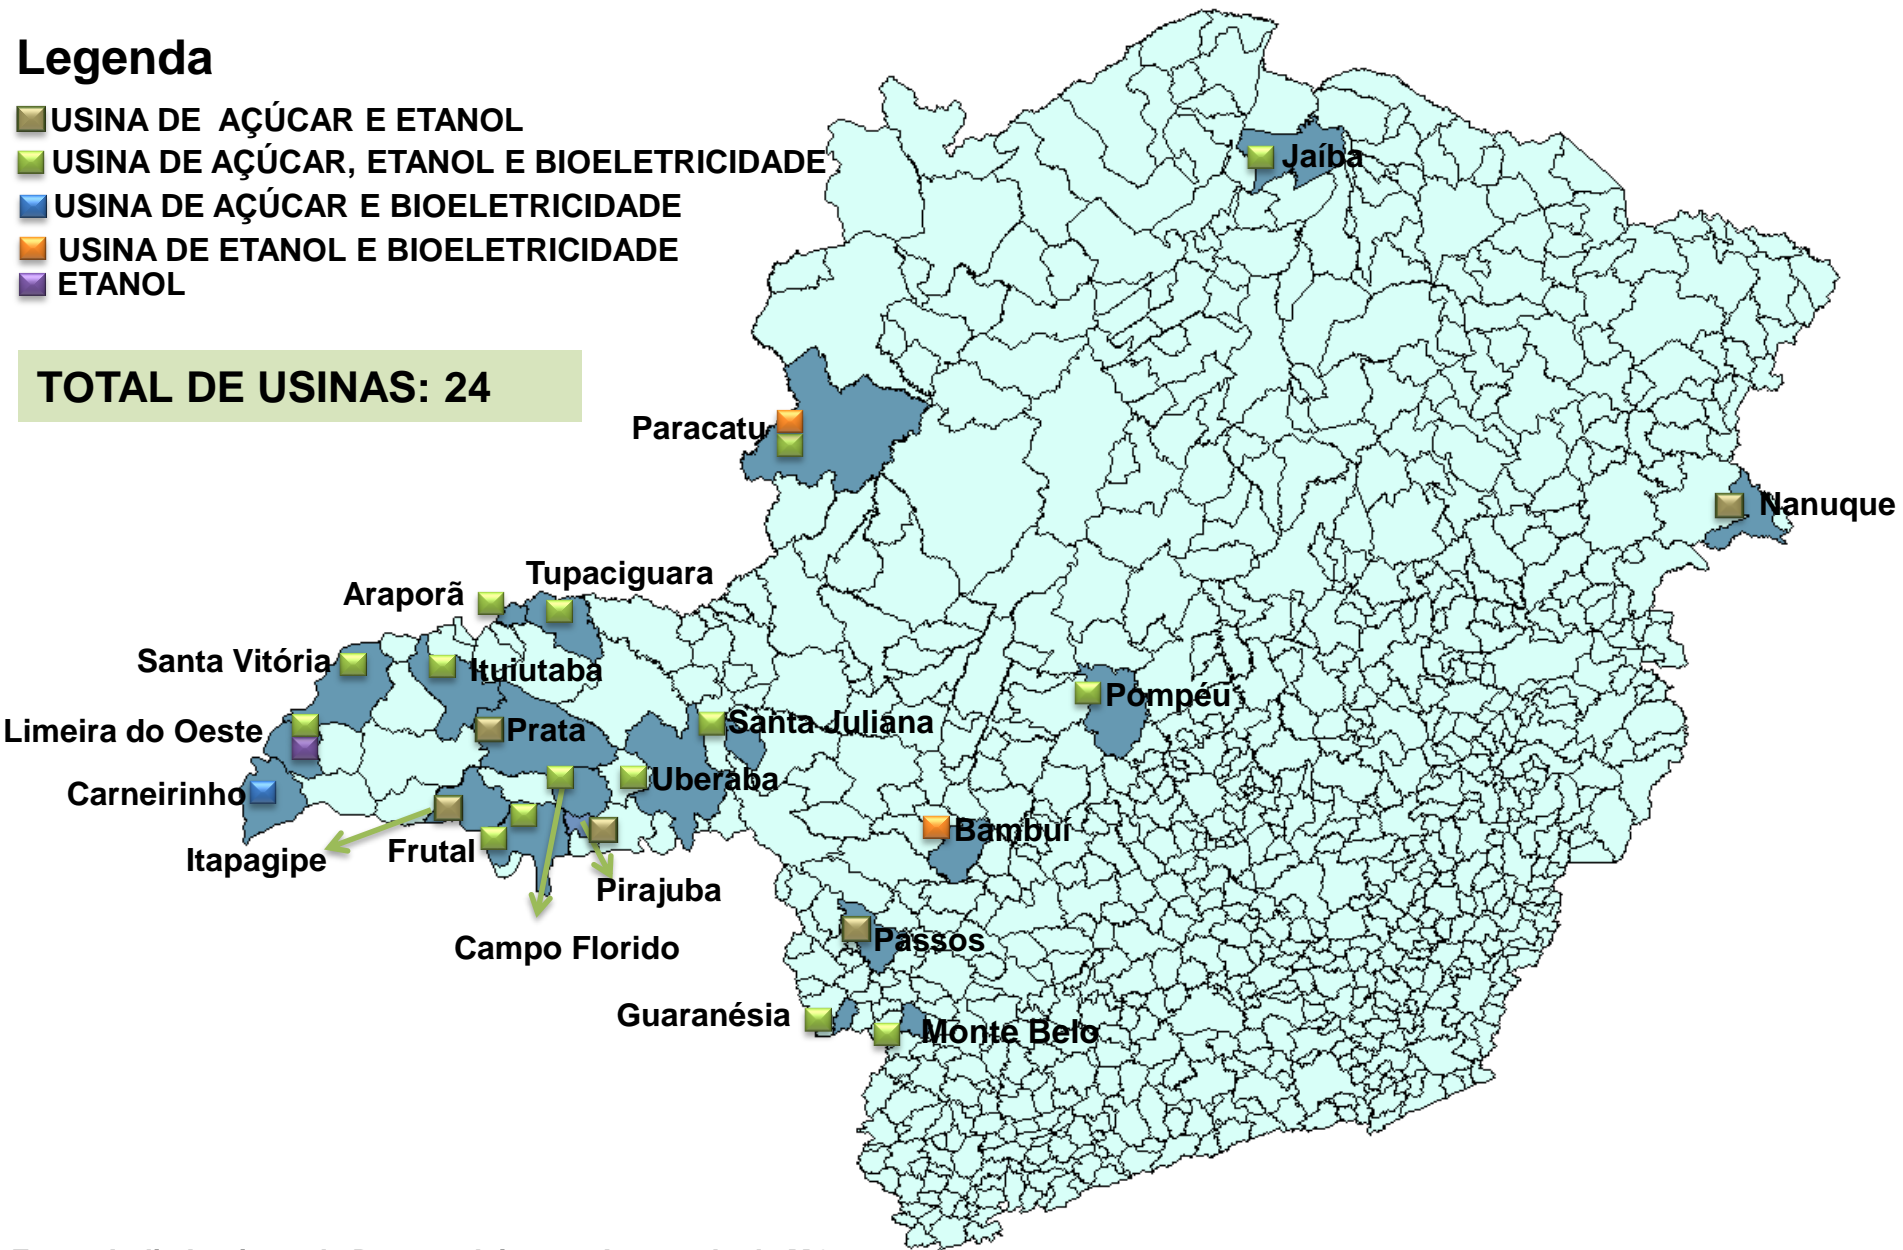 Legenda
USINA DE AÇÚCAR E ETANOL
USINA DE AÇÚCAR, ETANOL E BIOELETRICIDADE
USINA DE AÇÚCAR E BIOELETRICIDADE
USINA DE ETANOL E BIOELETRICIDADE
ETANOL
TOTAL DE USINAS: 24
Jaíba
Paracatu
Nanuque
Tupaciguara
Araporã
Santa Vitória
Ituiutaba
Pompéu
Limeira do Oeste
Prata
Santa Juliana
Carneirinho
Uberaba
Bambuí
Itapagipe
Frutal
Pirajuba
Campo Florido
Passos
Guaranésia
Monte Belo